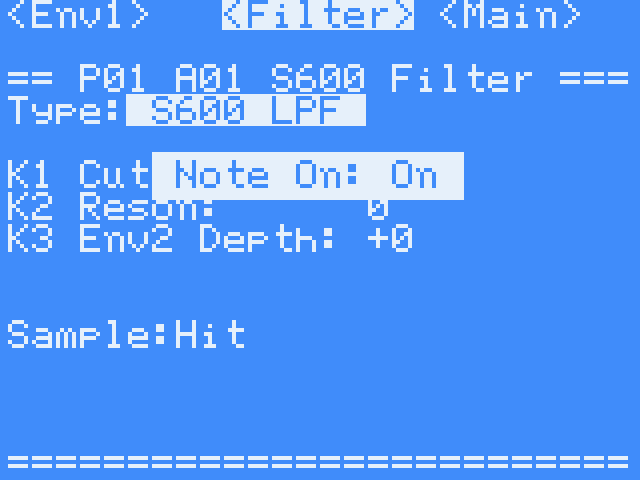 <Env1> <Filter> <Main>
== P01 A01 S600 Filter ===
Type: S600 LPF
K1 Cut
Note On: On
K2 Reson: 0
K3 Env2 Depth: +0
Sample:Hit
==========================